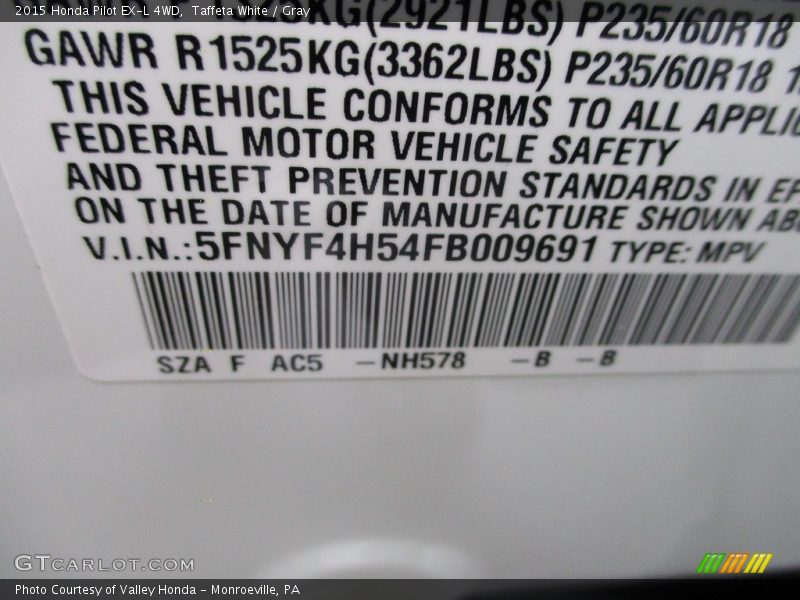 2015 Honda Pilot EX-L 4WD, Taffeta White / Gray
KG(2921LBS) P235/60R18
GAWR R1525KG(3362LBS) P235/60R18
THIS VEHICLE CONFORMS TO ALL
FEDERAL MOTOR VEHICLE SAFETY
AND THEFT PREVENTION STANDARDS IN
ON THE DATE OF MANUFACTURE SHOWN
V.I.N.:5FNYF4H54FB009691 TYPE: MPV
SZA F AC5 -NH578 -B -B
GTCARLOT.COM
Photo Courtesy of Valley Honda - Monroeville, PA